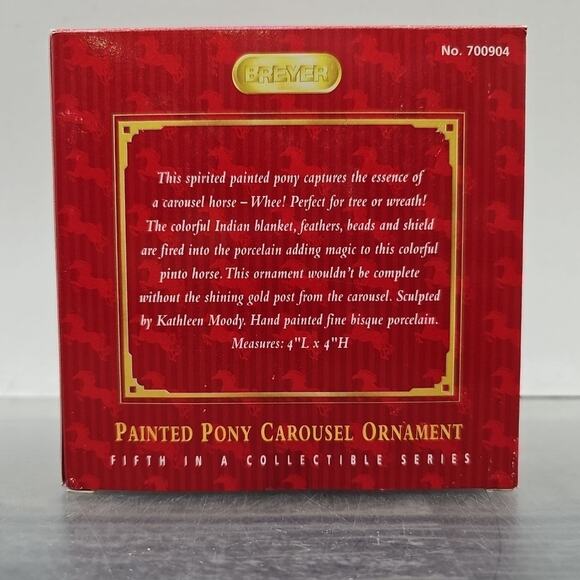 No. 700904
BREYER
This spirited painted pony captures the essence of
a carousel horse – Whee! Perfect for tree or wreath!
The colorful Indian blanket, feathers, beads and shield
are fired into the porcelain adding magic to this colorful
pinto horse. This ornament wouldn't be complete
without the shining gold post from the carousel. Sculpted
by Kathleen Moody. Hand painted fine bisque porcelain.
Measures: 4"L x 4"H
PAINTED PONY CAROUSEL ORNAMENT
FIFTH IN A COLLECTIBLE SERIES